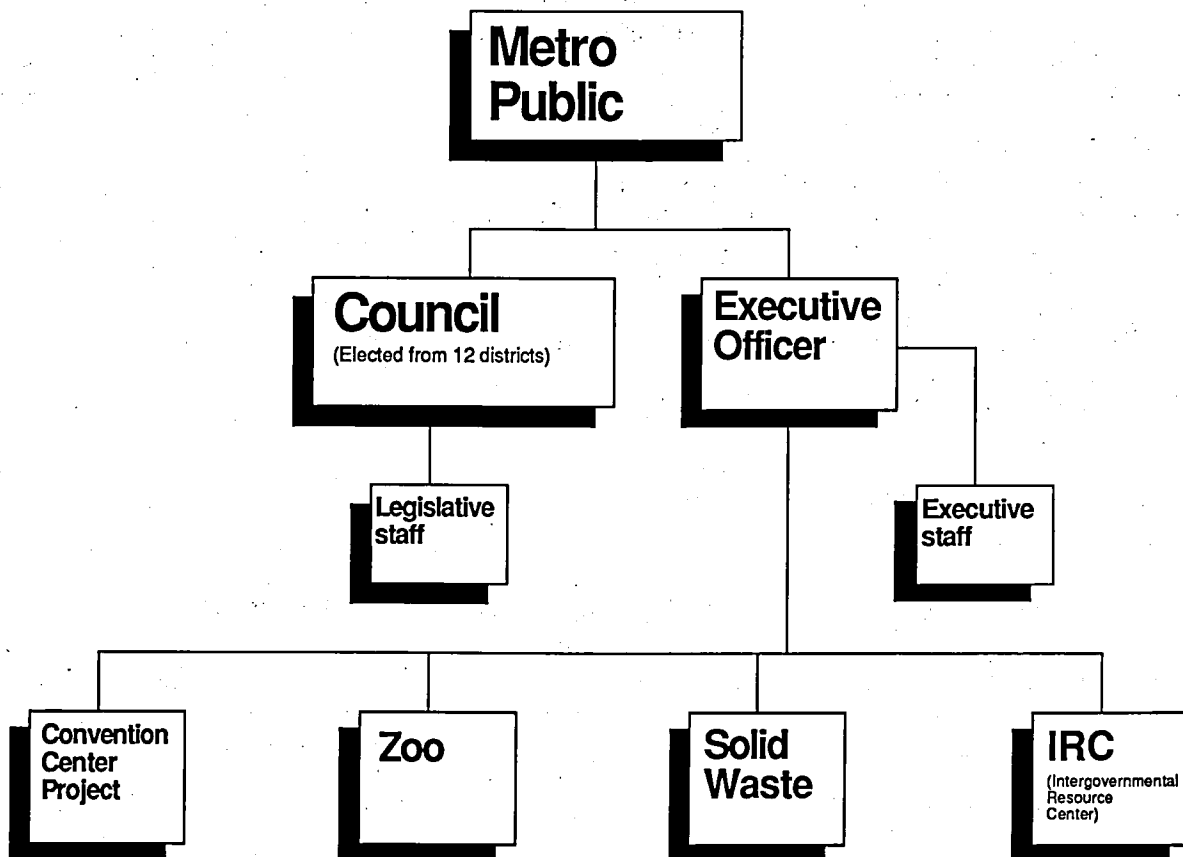 Metro
Public
Council
(Elected from 12 districts)
Executive
Officer
Legislative
staff
Executive
staff
Convention
Center
Project
Zoo
Solid
Waste
IRC
(Intergovernmental
Resource
Center)